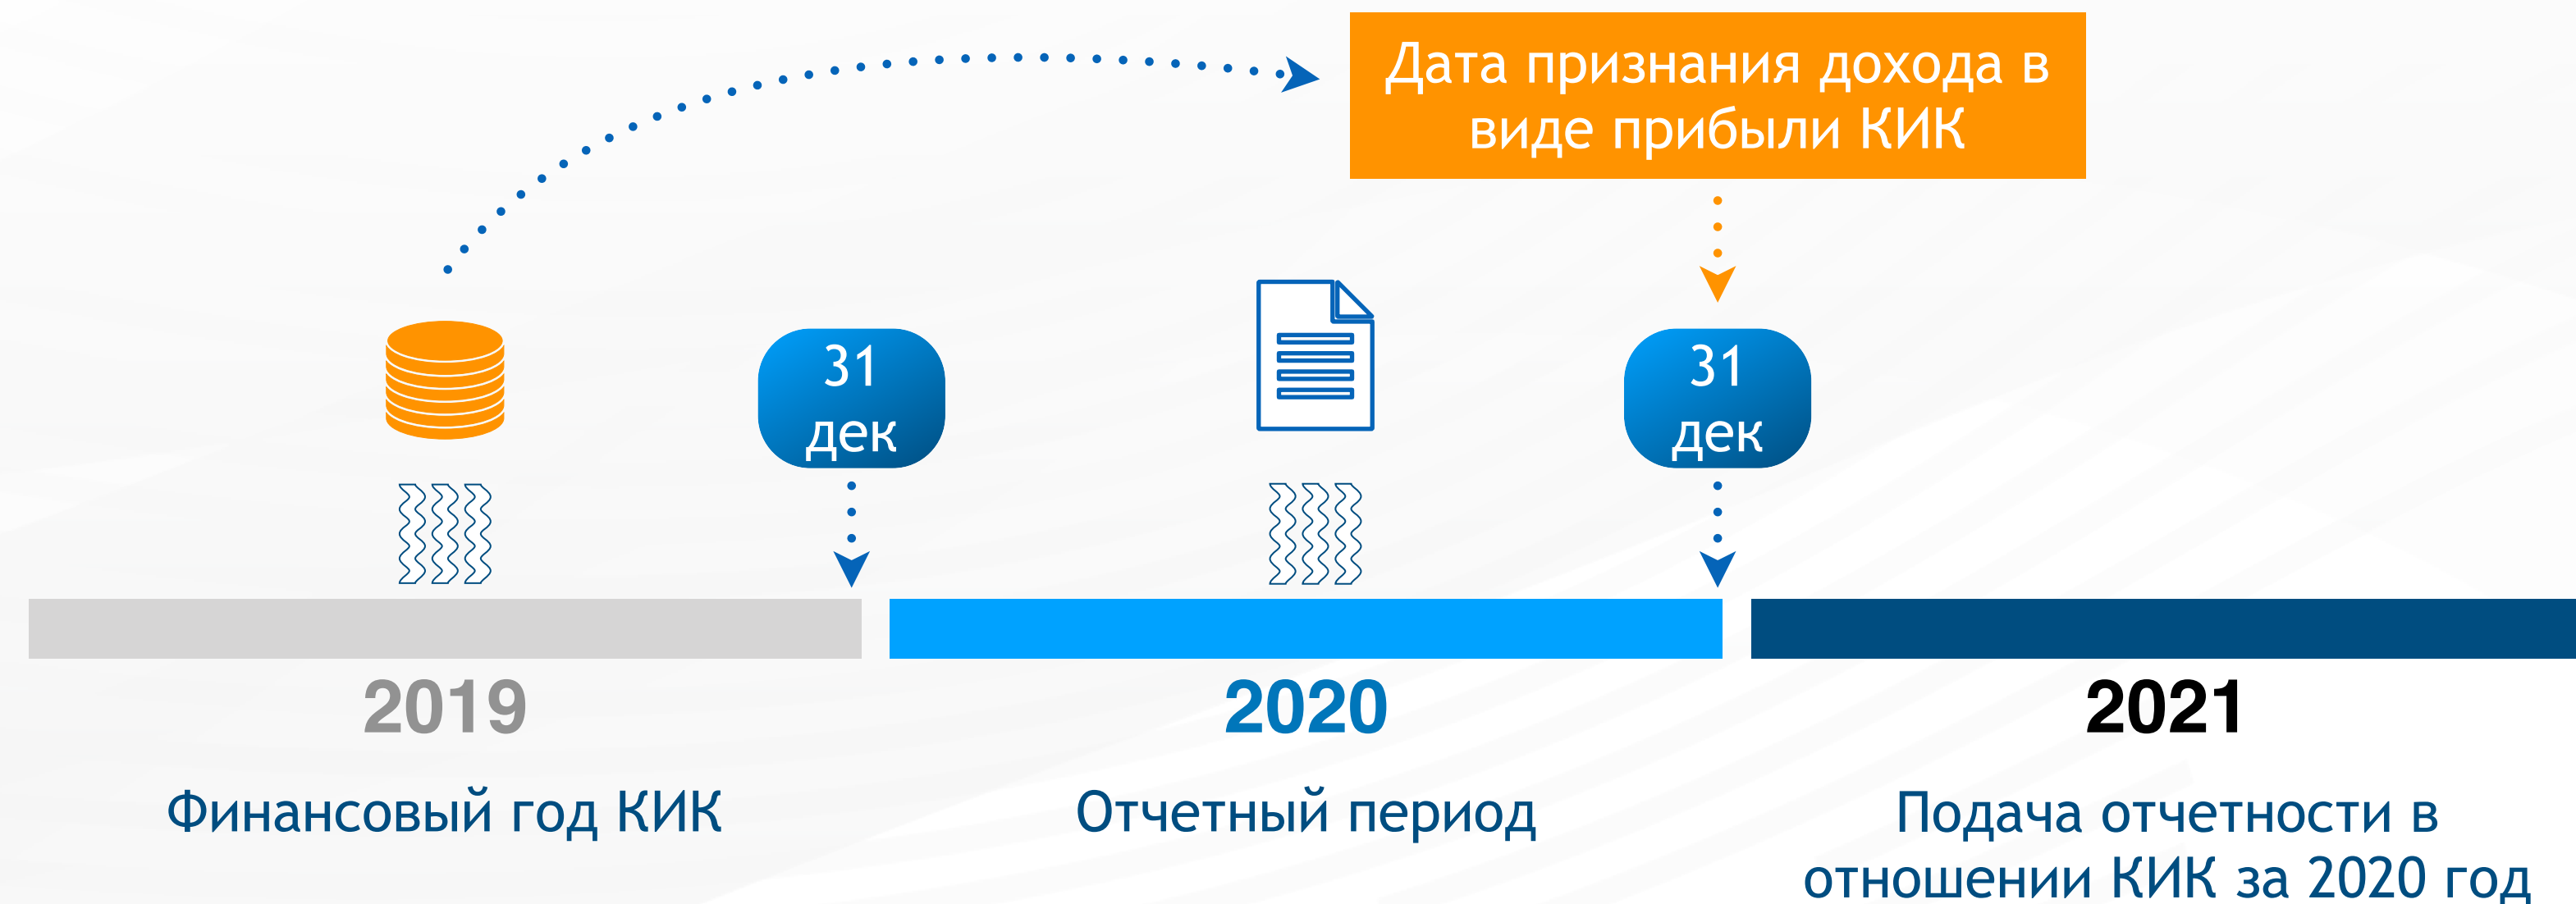 Дата признания дохода в
виде прибыли КИК
31
дек
31
дек
2019
2020
2021
Финансовый год КИК
Отчетный период
Подача отчетности в
отношении КИК за 2020 год